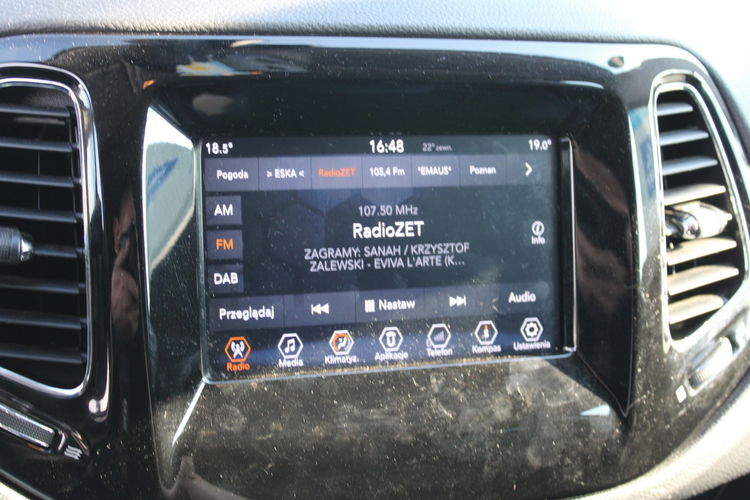 18.5° 16:48 22° zewn. 19.0°
Pogoda > ESKA < RadioZET 105,4 Fm "EMAUS" Poznan
AM 107.50 MHz
RadioZET
FM Info
ZAGRAMY: SANAH / KRZYSZTOF
ZALEWSKI - EVIVA L'ARTE (K...
DAB
Przeglądaj Nastaw Audio
Radio Media Klimatyz. Aplikacje Telefon Kompas Ustawienia